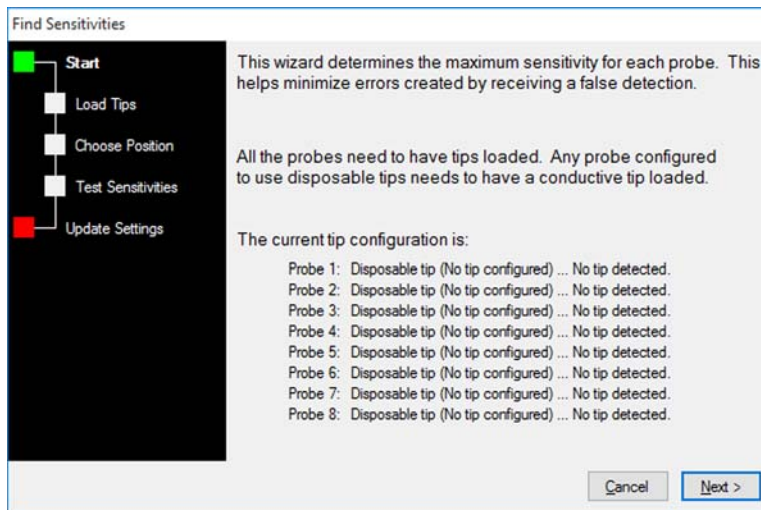 Find Sensitivities
Start
Load Tips
Choose Position
Test Sensitivities
Update Settings
This wizard determines the maximum sensitivity for each probe. This
helps minimize errors created by receiving a false detection.
All the probes need to have tips loaded. Any probe configured
to use disposable tips needs to have a conductive tip loaded.
The current tip configuration is:
Probe 1: Disposable tip (No tip configured) ... No tip detected.
Probe 2: Disposable tip (No tip configured) ... No tip detected.
Probe 3: Disposable tip (No tip configured) ... No tip detected.
Probe 4: Disposable tip (No tip configured) ... No tip detected.
Probe 5: Disposable tip (No tip configured) ... No tip detected.
Probe 6: Disposable tip (No tip configured) ... No tip detected.
Probe 7: Disposable tip (No tip configured) ... No tip detected.
Probe 8: Disposable tip (No tip configured) ... No tip detected.
Cancel Next >